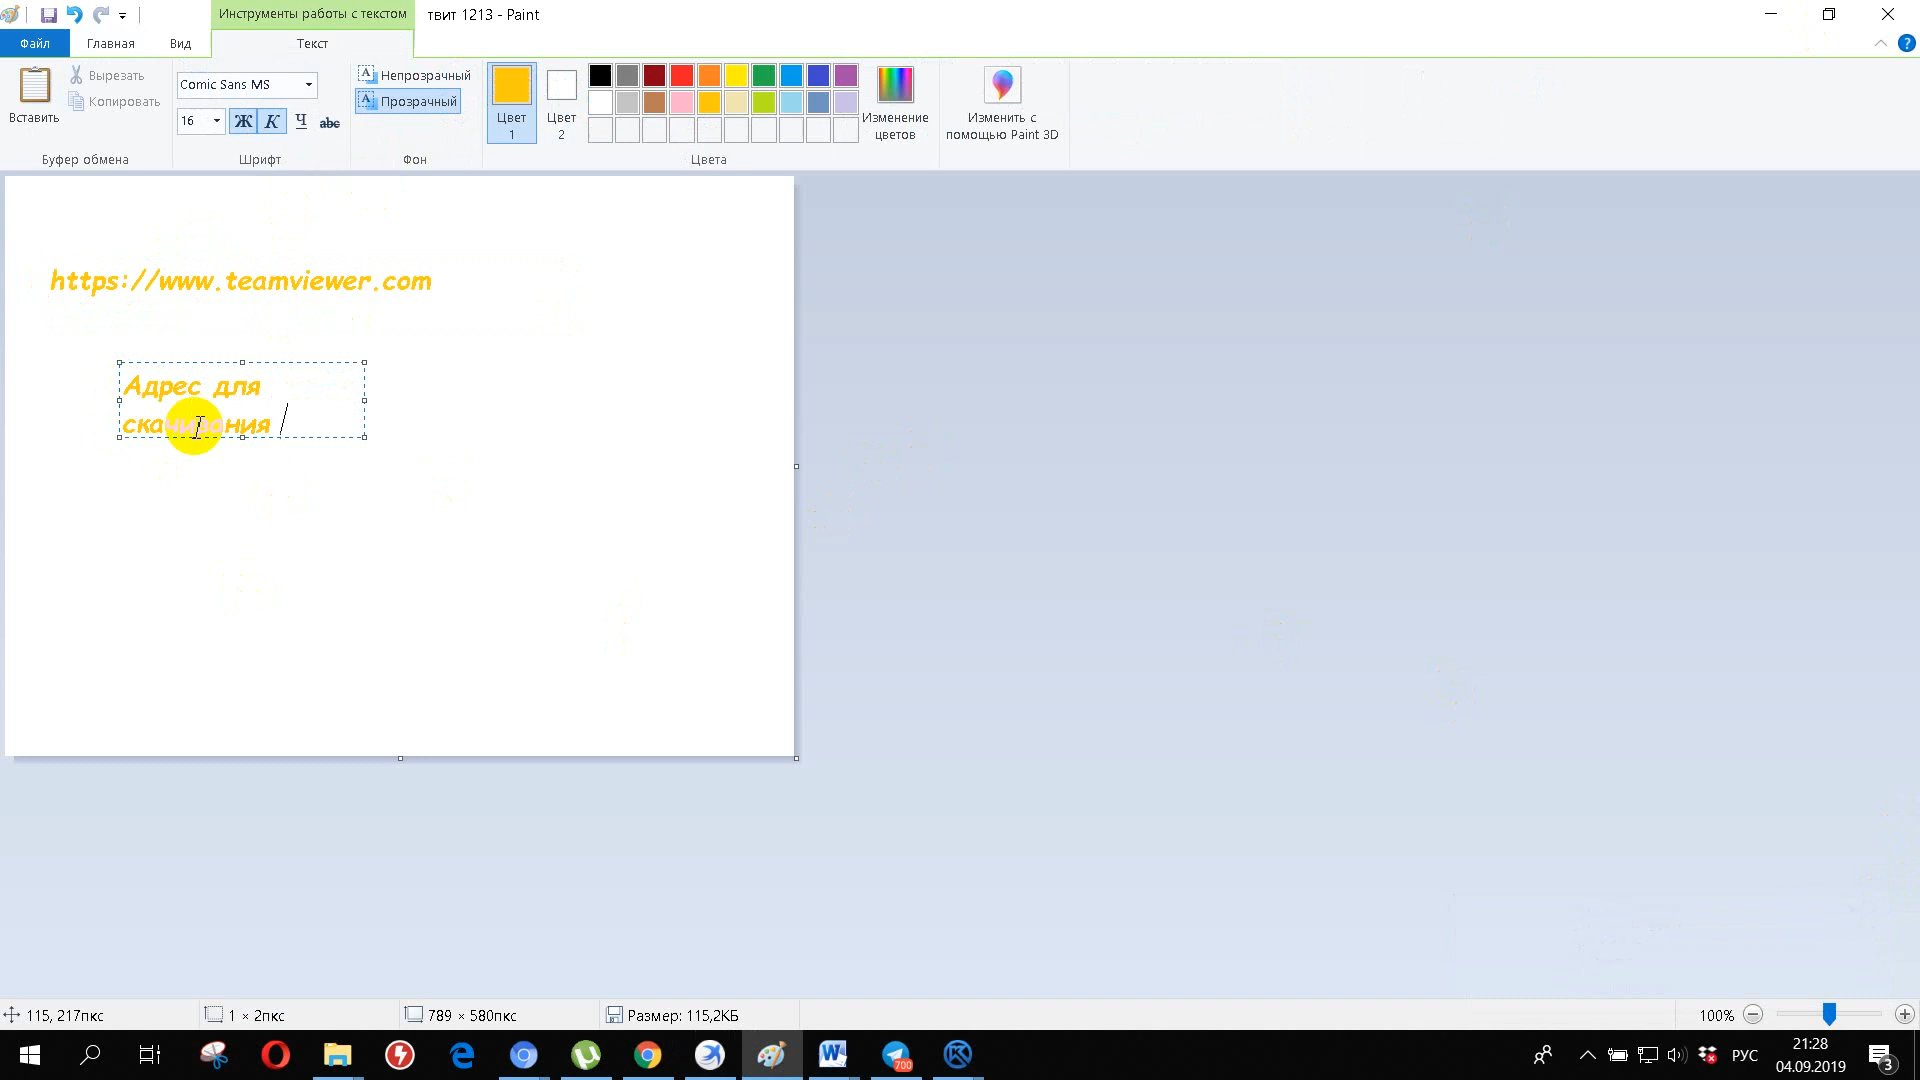 Инструменты работы с текстом
твит 1213 - Paint
Файл
Главная
Вид
Текст
Вставить
Вырезать
Копировать
Буфер обмена
Comic Sans MS
16
Ж К Ч abc
Шрифт
Непрозрачный
Прозрачный
Фон
Цвет 1
Цвет 2
Цвета
Изменение цветов
Изменить с помощью Paint 3D
https://www.teamviewer.com
Адрес для
скачивания
115, 217пкс
1 × 2пкс
789 × 580пкс
Размер: 115,2КБ
100%
700
РУС
21:28
04.09.2019
3